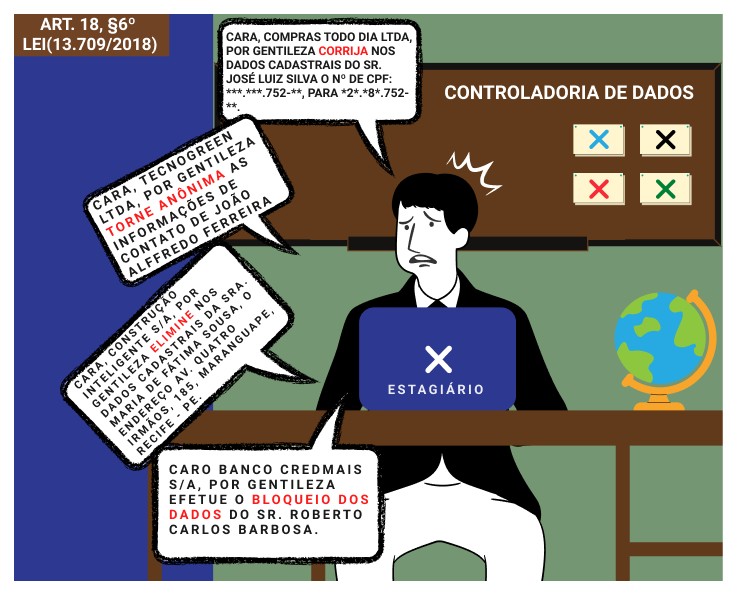 ART. 18, §6º
LEI(13.709/2018)
CARA, COMPRAS TODO DIA LTDA,
POR GENTILEZA CORRIJA NOS
DADOS CADASTRAIS DO SR.
JOSÉ LUIZ SILVA O Nº DE CPF:
***.***.752-**, PARA *2*.*8*.752-
**.
CONTROLADORIA DE DADOS
CARA, TECNOGREEN
LTDA, POR GENTILEZA
TORNE ANÔNIMA AS
INFORMAÇÕES DE
CONTATO DE JOÃO
ALFFREDO FERREIRA
CARA, CONSTRUÇÃO
INTELIGENTE S/A, POR
GENTILEZA ELIMINE NOS
DADOS CADASTRAIS DA SRA.
MARIA DE FÁTIMA SOUSA, O
ENDEREÇO AV. QUATRO
IRMÃOS, 185, MARANGUAPE,
RECIFE - PE.
ESTAGIÁRIO
CARO BANCO CREDMAIS
S/A, POR GENTILEZA
EFETUE O BLOQUEIO DOS
DADOS DO SR. ROBERTO
CARLOS BARBOSA.